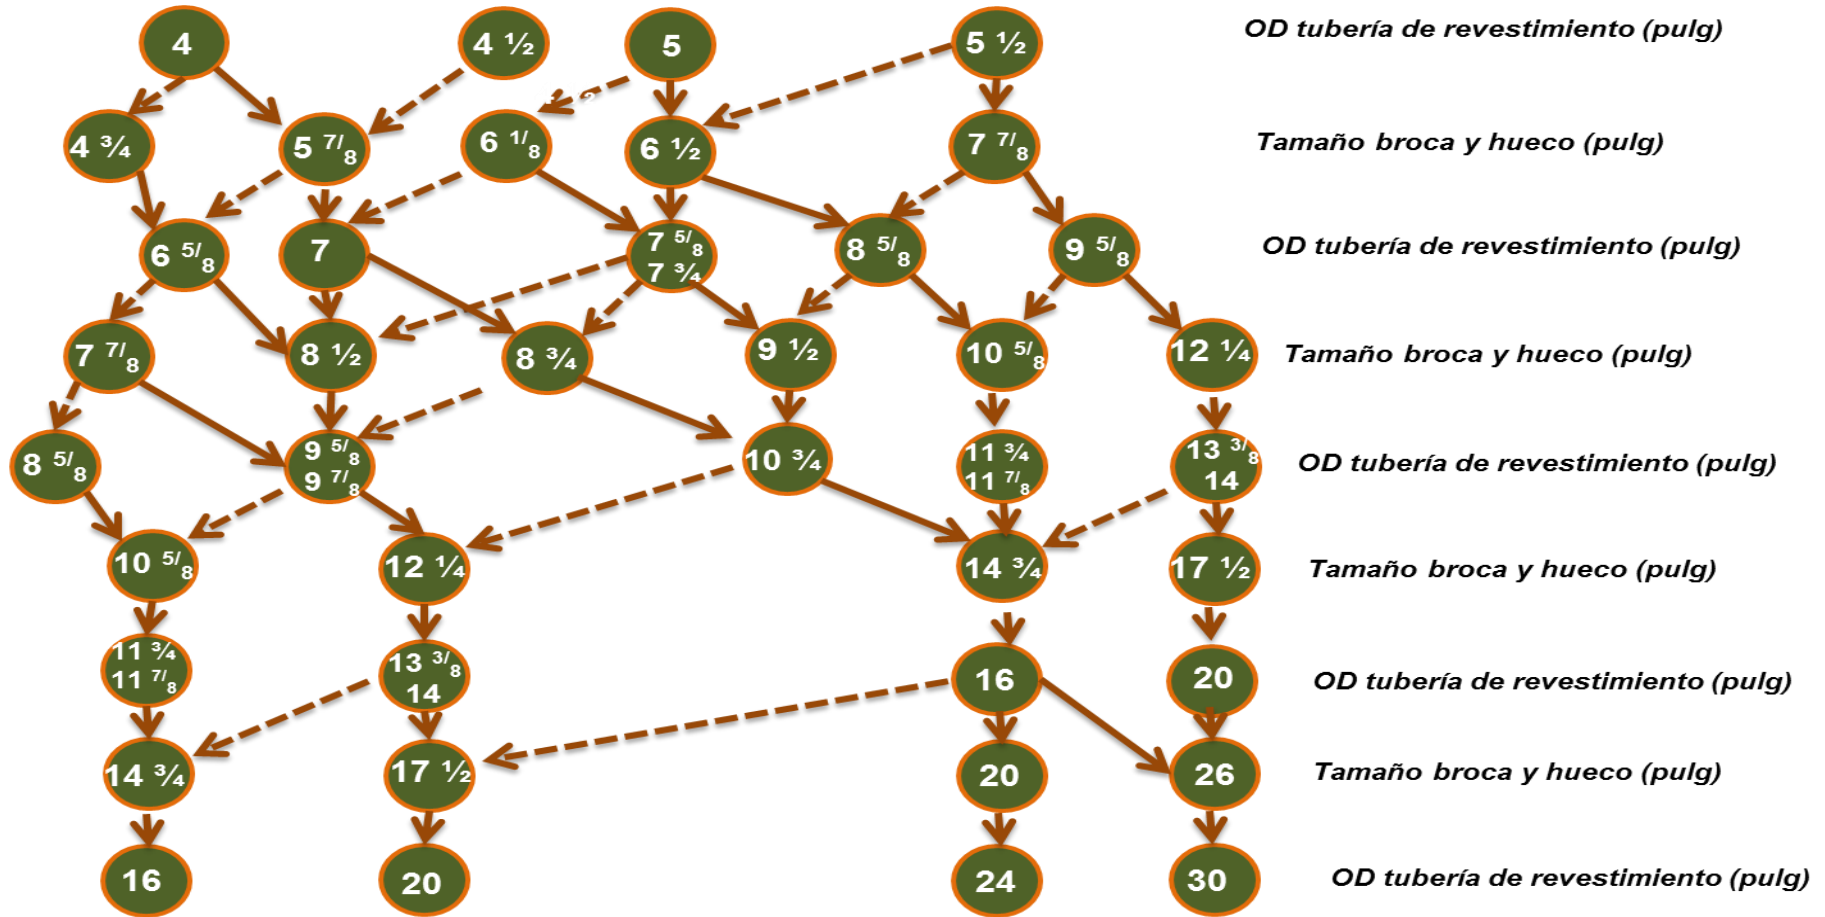 4 4 ½ 5 5 ½ OD tubería de revestimiento (pulg)
4 ¾ 5 7/8 6 1/8 6 ½ 7 7/8 Tamaño broca y hueco (pulg)
6 5/8 7 7 5/8 8 5/8 9 5/8 OD tubería de revestimiento (pulg)
7 ¾
7 7/8 8 ½ 8 ¾ 9 ½ 10 5/8 12 ¼ Tamaño broca y hueco (pulg)
8 5/8 9 5/8 10 ¾ 11 ¾ 13 3/8 OD tubería de revestimiento (pulg)
9 7/8 11 7/8 14
10 5/8 12 ¼ 14 ¾ 17 ½ Tamaño broca y hueco (pulg)
11 ¾ 13 3/8 16 20 OD tubería de revestimiento (pulg)
11 7/8 14
14 ¾ 17 ½ 20 26 Tamaño broca y hueco (pulg)
16 20 24 30 OD tubería de revestimiento (pulg)